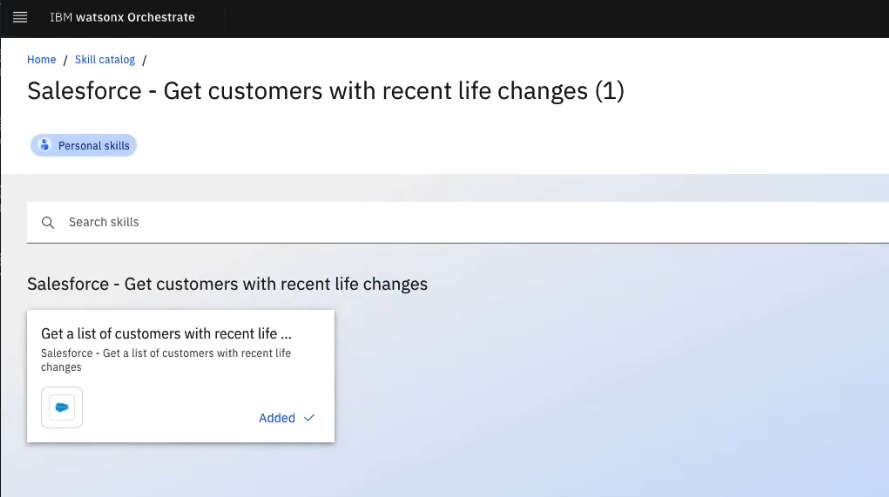 IBM watsonx Orchestrate
Home / Skill catalog /
Salesforce - Get customers with recent life changes (1)
Personal skills
Search skills
Salesforce - Get customers with recent life changes
Get a list of customers with recent life ...
Salesforce - Get a list of customers with recent life
changes
Added